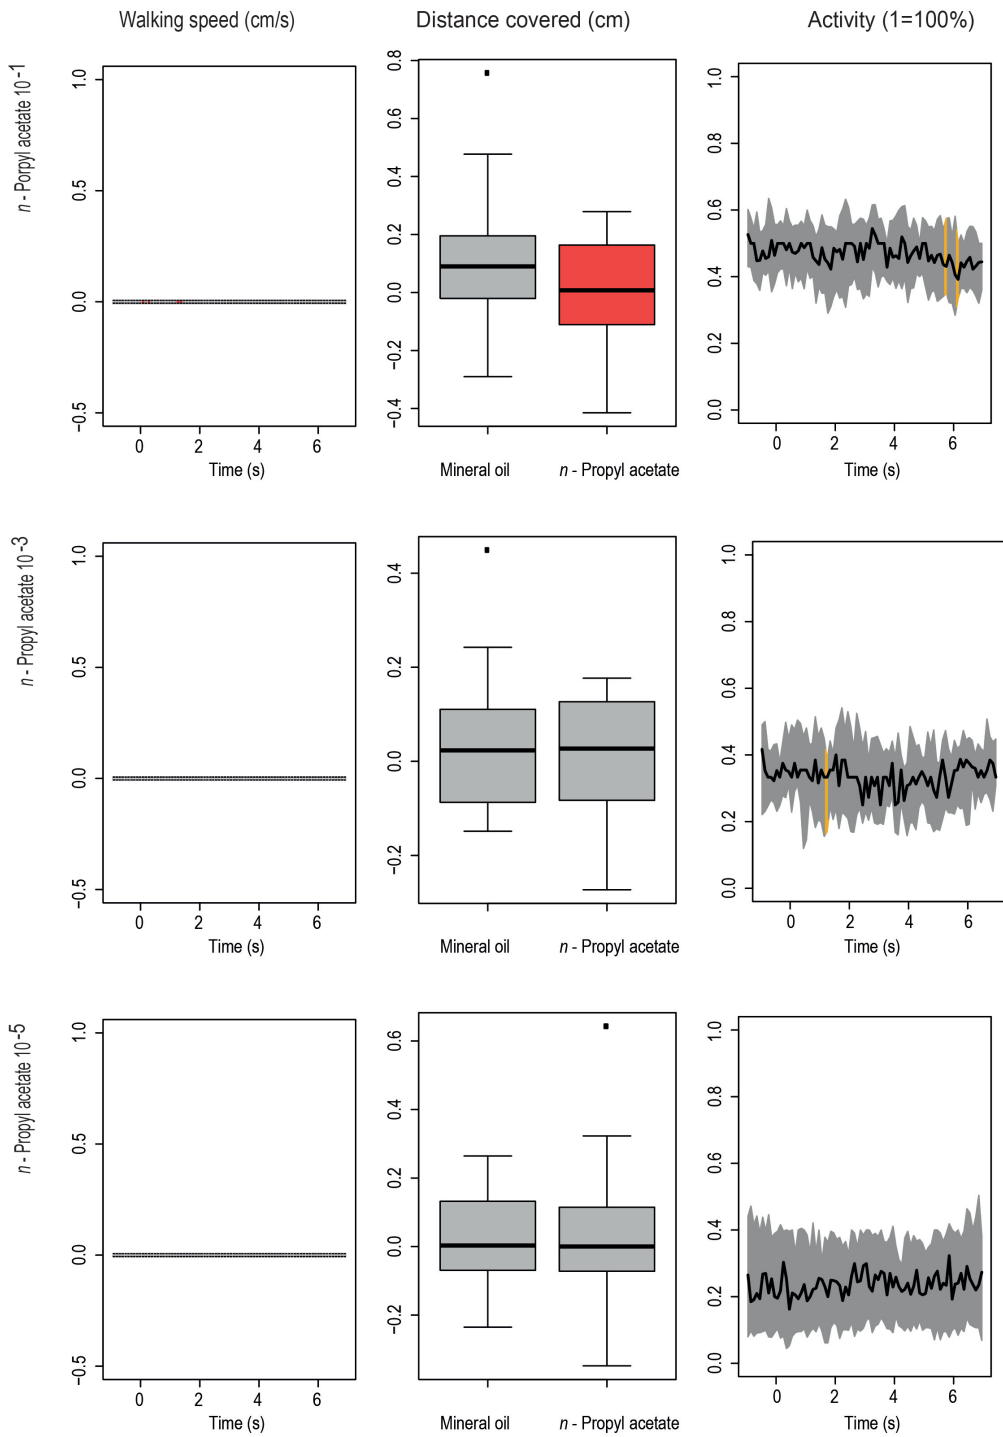 Walking speed (cm/s) Distance covered (cm) Activity (1=100%)
n - Porpyl acetate 10-1
1.0
0.5
0.0
−0.5
0 2 4 6
Time (s)
0.8
0.6
0.4
0.2
0.0
−0.2
−0.4
Mineral oil n - Propyl acetate
1.0
0.8
0.6
0.4
0.2
0.0
0 2 4 6
Time (s)
n - Propyl acetate 10-3
1.0
0.5
0.0
−0.5
0 2 4 6
Time (s)
0.4
0.2
0.0
−0.2
Mineral oil n - Propyl acetate
1.0
0.8
0.6
0.4
0.2
0.0
0 2 4 6
Time (s)
n - Propyl acetate 10-5
1.0
0.5
0.0
−0.5
0 2 4 6
Time (s)
0.6
0.4
0.2
0.0
−0.2
Mineral oil n - Propyl acetate
1.0
0.8
0.6
0.4
0.2
0.0
0 2 4 6
Time (s)